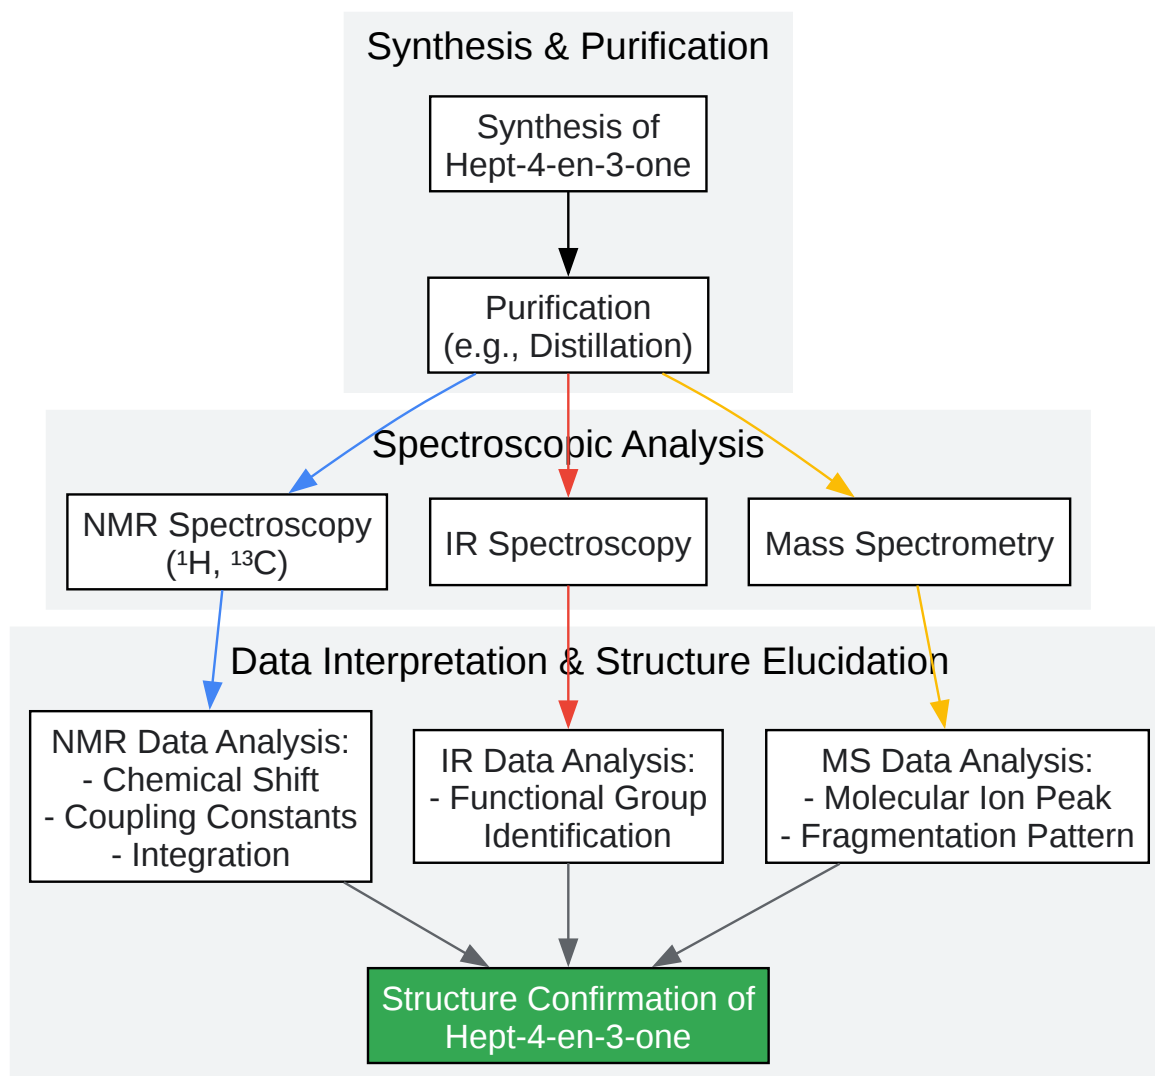 Synthesis & Purification
Synthesis of
Hept-4-en-3-one
Purification
(e.g., Distillation)
Spectroscopic Analysis
NMR Spectroscopy
(¹H, ¹³C)
IR Spectroscopy
Mass Spectrometry
Data Interpretation & Structure Elucidation
NMR Data Analysis:
- Chemical Shift
- Coupling Constants
- Integration
IR Data Analysis:
- Functional Group
Identification
MS Data Analysis:
- Molecular Ion Peak
- Fragmentation Pattern
Structure Confirmation of
Hept-4-en-3-one